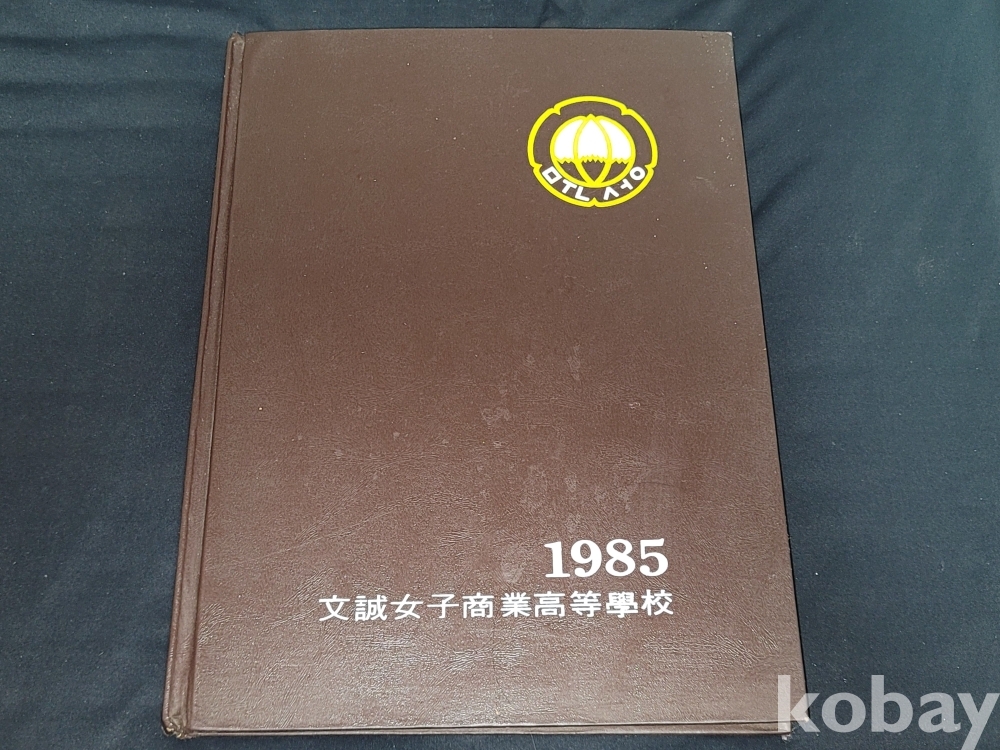 ㅁㅜㄴ ㅅㅓㅇ
1985
文誠女子商業高等學校
kobay